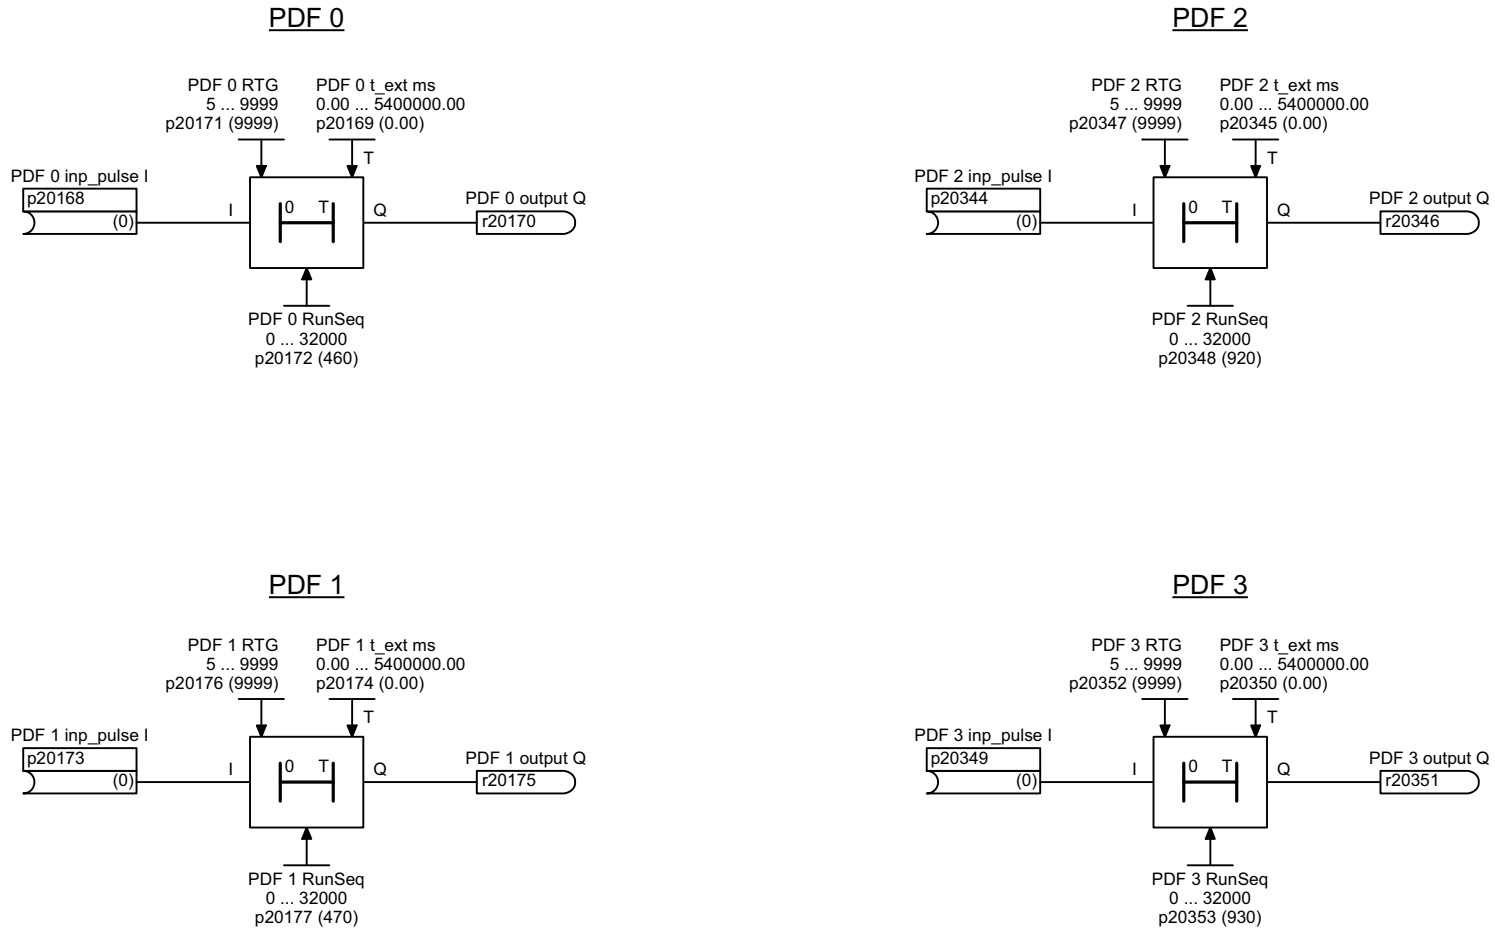 PDF 0
PDF 0 RTG
5 ... 9999
p20171 (9999)
PDF 0 t_ext ms
0.00 ... 5400000.00
p20169 (0.00)
T
PDF 0 inp_pulse I
p20168
(0)
I
0 T
Q
PDF 0 output Q
r20170
PDF 0 RunSeq
0 ... 32000
p20172 (460)
PDF 2
PDF 2 RTG
5 ... 9999
p20347 (9999)
PDF 2 t_ext ms
0.00 ... 5400000.00
p20345 (0.00)
T
PDF 2 inp_pulse I
p20344
(0)
I
0 T
Q
PDF 2 output Q
r20346
PDF 2 RunSeq
0 ... 32000
p20348 (920)
PDF 1
PDF 1 RTG
5 ... 9999
p20176 (9999)
PDF 1 t_ext ms
0.00 ... 5400000.00
p20174 (0.00)
T
PDF 1 inp_pulse I
p20173
(0)
I
0 T
Q
PDF 1 output Q
r20175
PDF 1 RunSeq
0 ... 32000
p20177 (470)
PDF 3
PDF 3 RTG
5 ... 9999
p20352 (9999)
PDF 3 t_ext ms
0.00 ... 5400000.00
p20350 (0.00)
T
PDF 3 inp_pulse I
p20349
(0)
I
0 T
Q
PDF 3 output Q
r20351
PDF 3 RunSeq
0 ... 32000
p20353 (930)